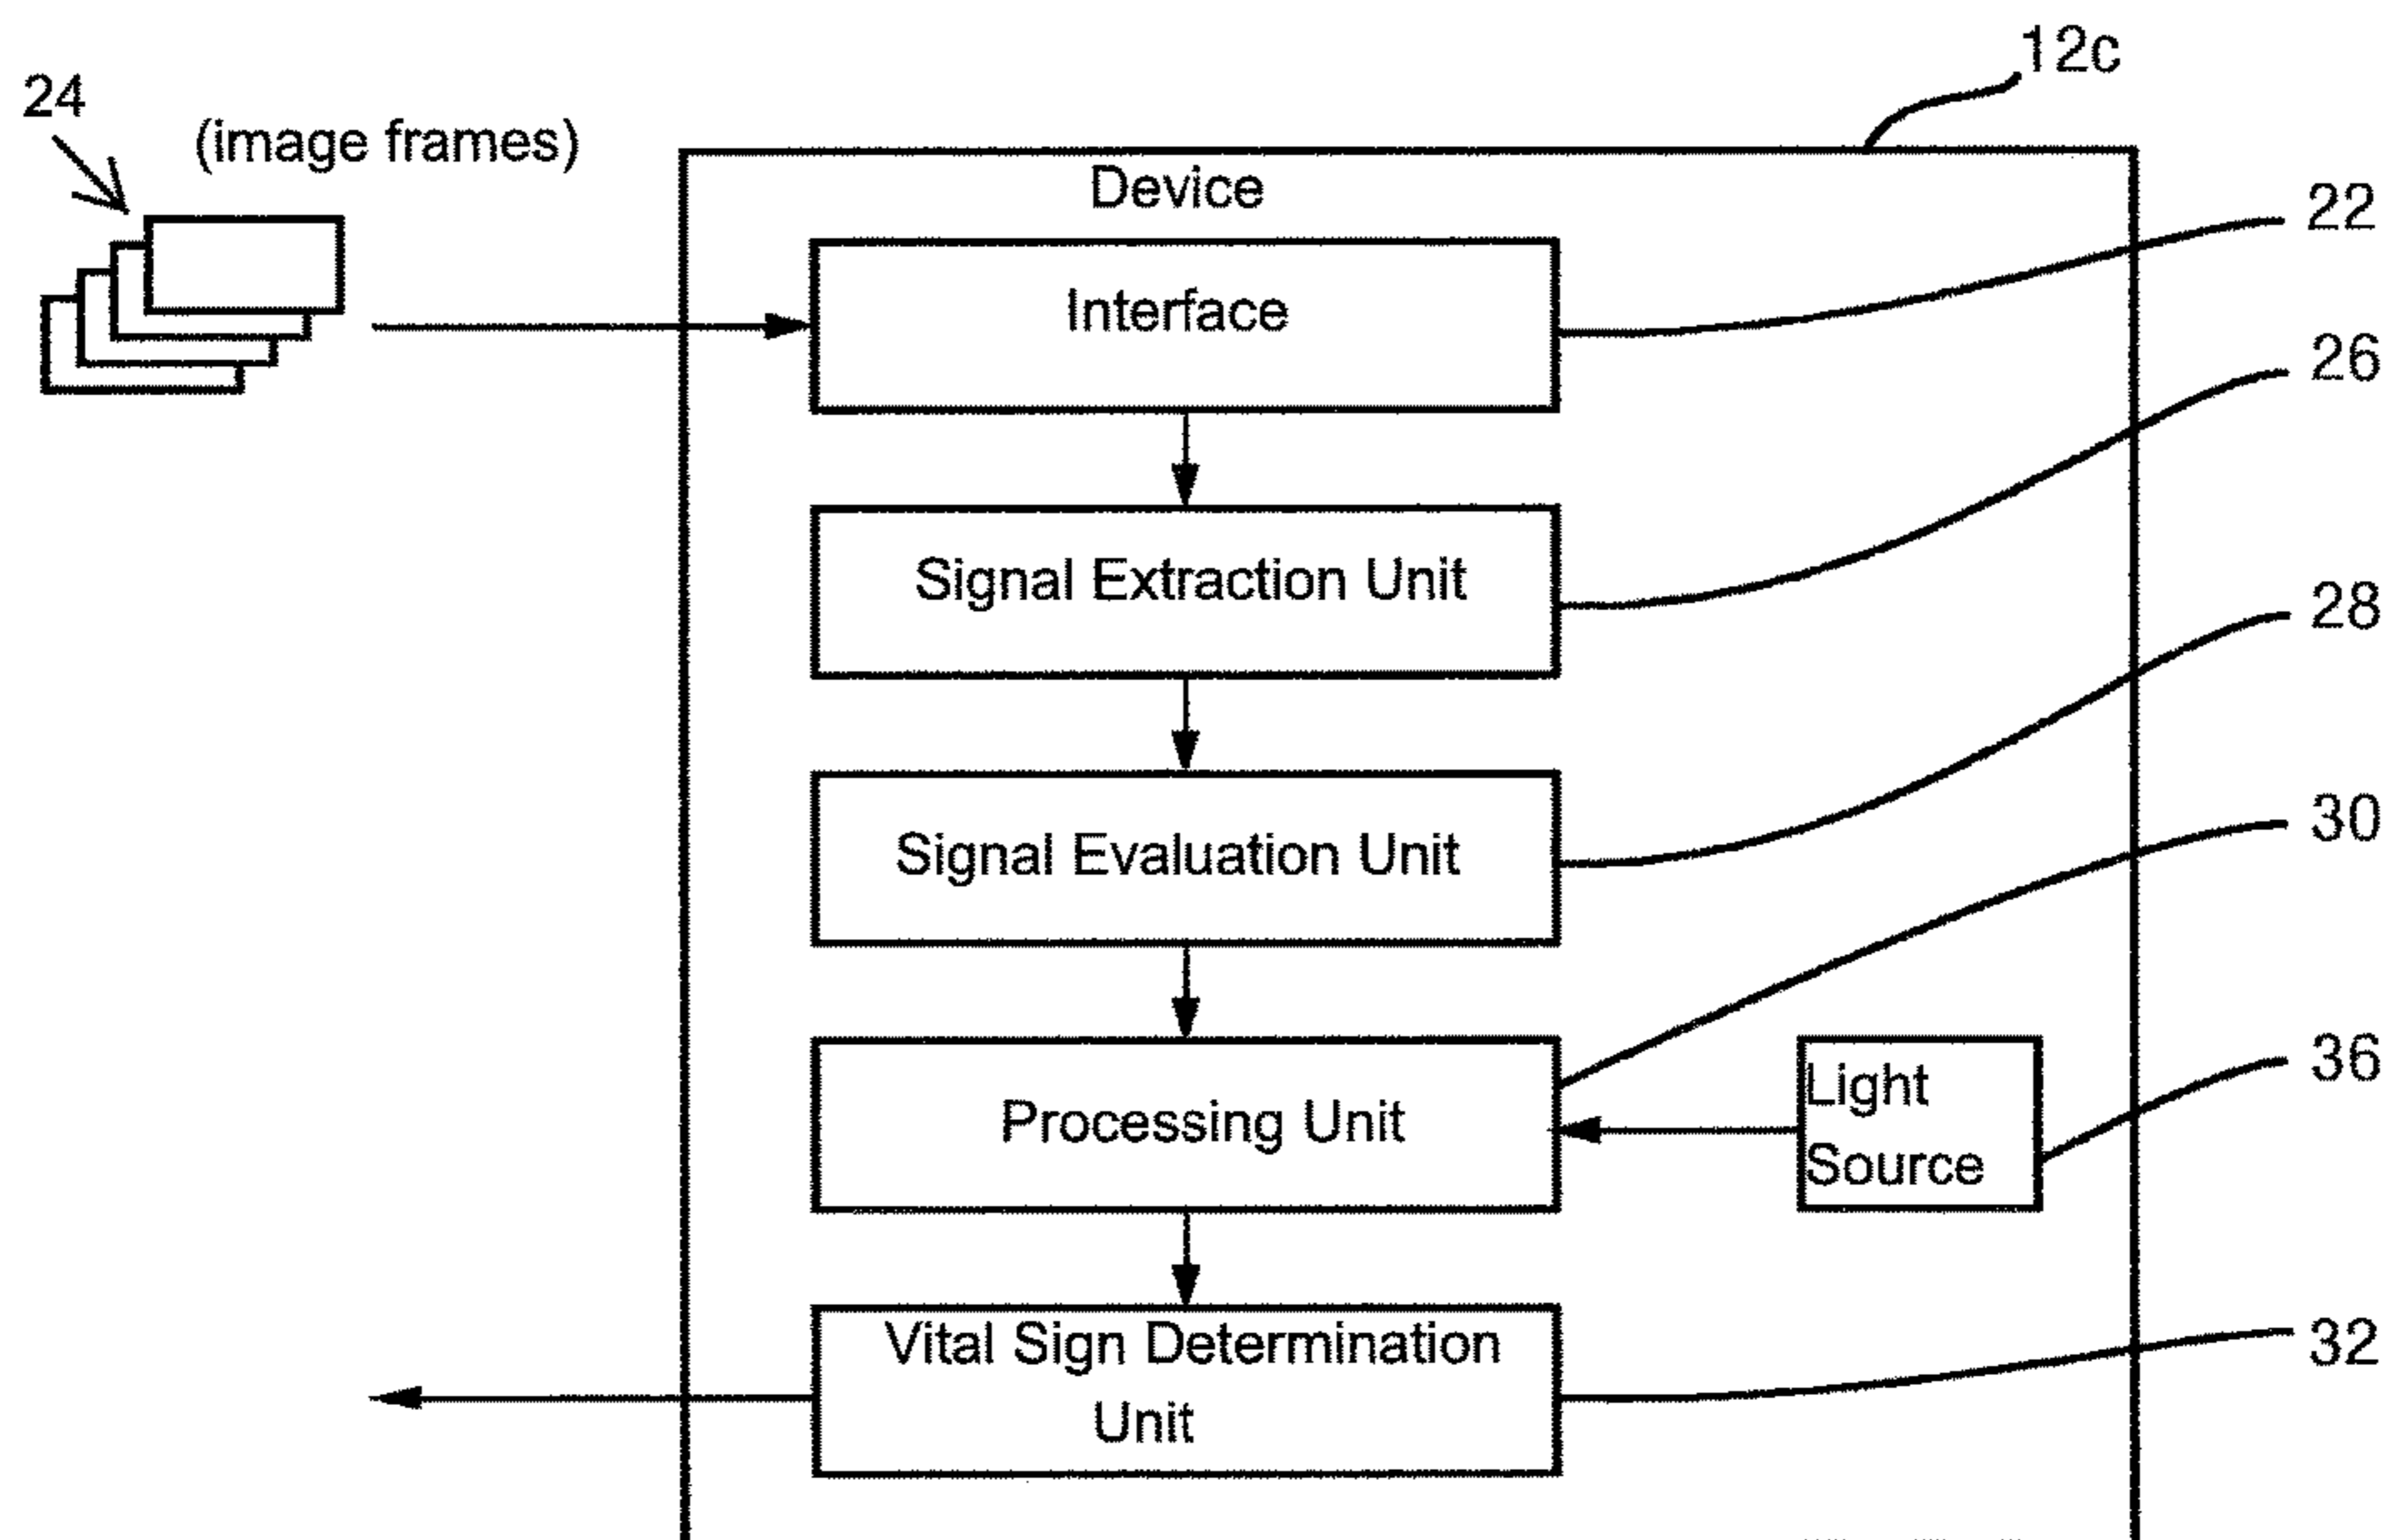 12c
24
(image frames)
Device
22
Interface
26
Signal Extraction Unit
28
Signal Evaluation Unit
30
Processing Unit
Light
Source
36
Vital Sign Determination
Unit
32